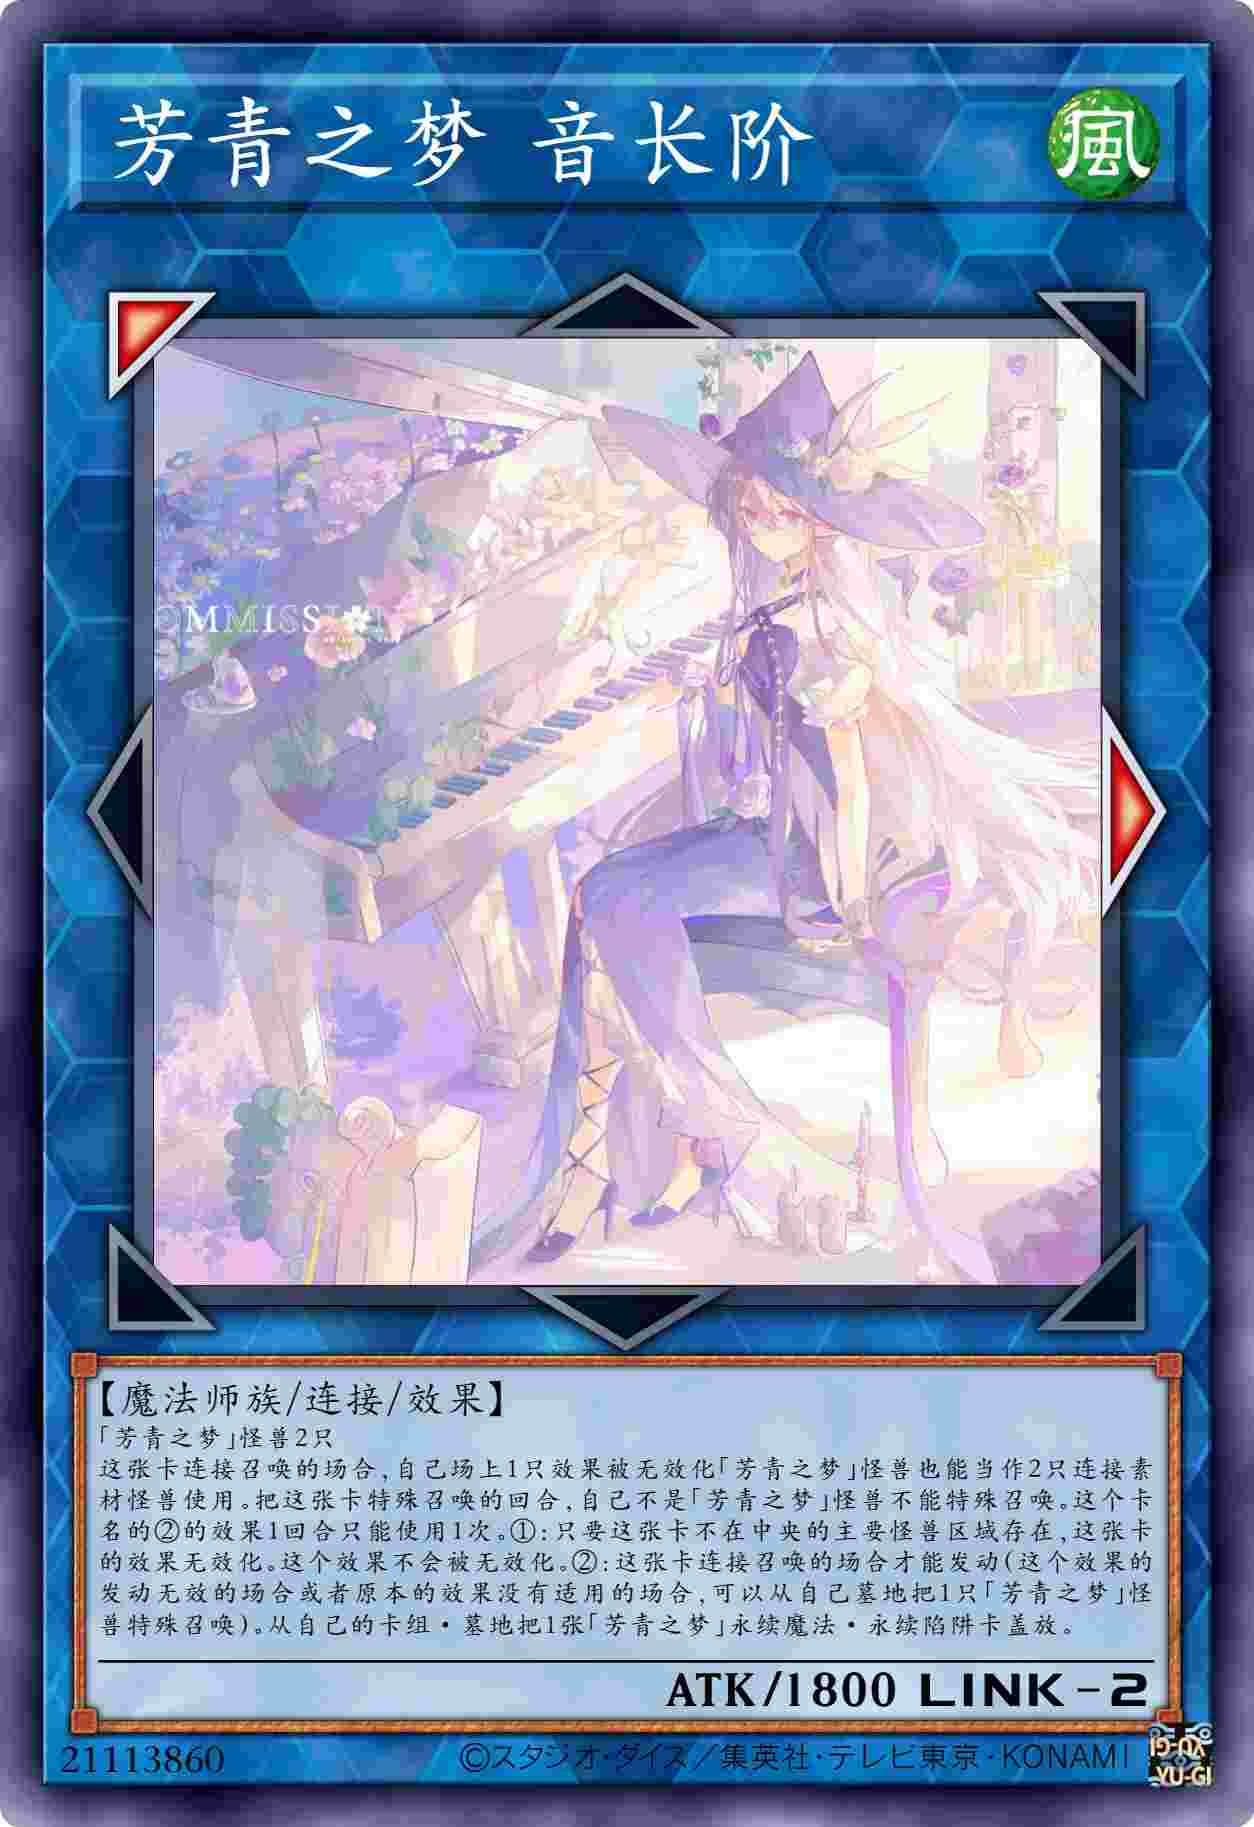 芳青之梦 音长阶
風
OMMISSION
【魔法师族/连接/效果】
「芳青之梦」怪兽2只
这张卡连接召唤的场合,自己场上1只效果被无效化「芳青之梦」怪兽也能当作2只连接素
材怪兽使用。把这张卡特殊召唤的回合,自己不是「芳青之梦」怪兽不能特殊召唤。这个卡
名的②的效果1回合只能使用1次。①:只要这张卡不在中央的主要怪兽区域存在,这张卡
的效果无效化。这个效果不会被无效化。②:这张卡连接召唤的场合才能发动(这个效果的
发动无效的场合或者原本的效果没有适用的场合,可以从自己墓地把1只「芳青之梦」怪
兽特殊召唤)。从自己的卡组・墓地把1张「芳青之梦」永续魔法・永续陷阱卡盖放。
ATK/1800 LINK-2
21113860 ©スタジオ・ダイス/集英社・テレビ東京・KONAMI
YU-GI
YU-GI